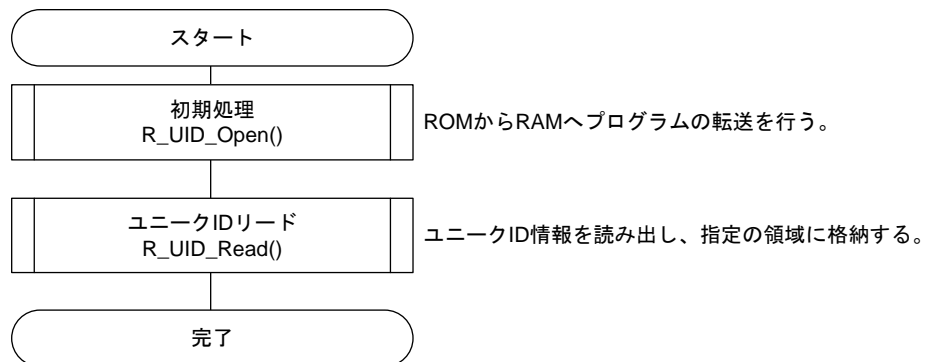 スタート
初期処理
R_UID_Open()
ROMからRAMへプログラムの転送を行う。
ユニークIDリード
R_UID_Read()
ユニークID情報を読み出し、指定の領域に格納する。
完了